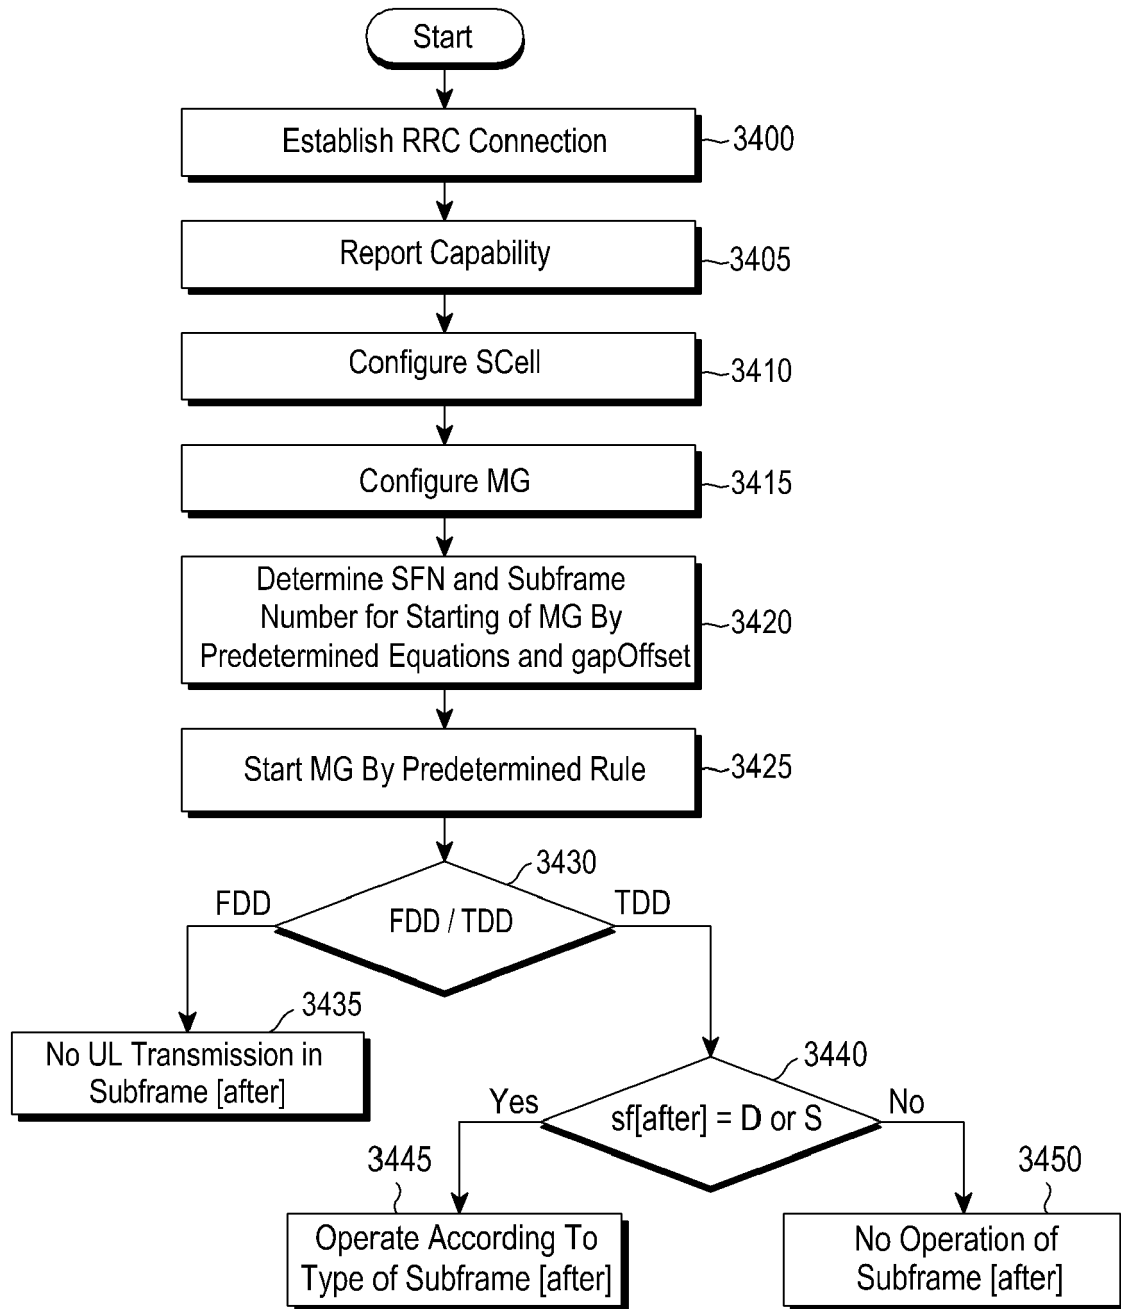 Start
Establish RRC Connection
3400
Report Capability
3405
Configure SCell
3410
Configure MG
3415
Determine SFN and Subframe
Number for Starting of MG By
Predetermined Equations and gapOffset
3420
Start MG By Predetermined Rule
3425
3430
FDD
FDD / TDD
TDD
3435
No UL Transmission in
Subframe [after]
3440
Yes
sf[after] = D or S
No
3445
Operate According To
Type of Subframe [after]
3450
No Operation of
Subframe [after]